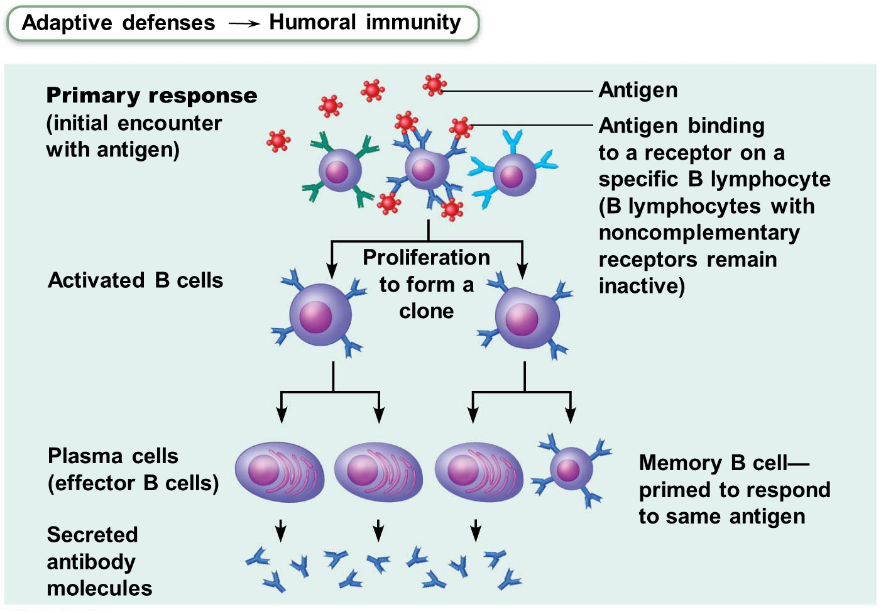 Adaptive defenses → Humoral immunity
Primary response
(initial encounter
with antigen)
Antigen
Antigen binding
to a receptor on a
specific B lymphocyte
(B lymphocytes with
noncomplementary
receptors remain
inactive)
Proliferation
to form a
clone
Activated B cells
Plasma cells
(effector B cells)
Memory B cell—
primed to respond
to same antigen
Secreted
antibody
molecules